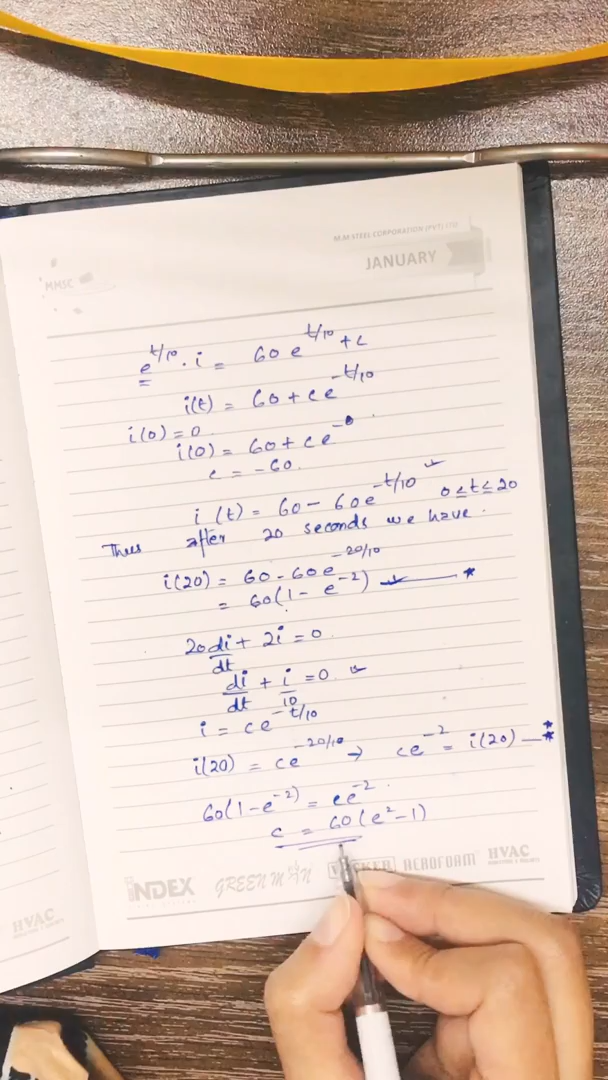 M.M STEEL CORPORATION (PVT) LTD
JANUARY
MMSC
e^{t/10} · i = 60 e^{t/10} + c
i(t) = 60 + c e^{-t/10}
i(0) = 0
i(0) = 60 + c e^{-0}
c = -60.
i(t) = 60 - 60e^{-t/10} 0 ≤ t ≤ 20
Thus after 20 seconds we have.
i(20) = 60 - 60e^{-20/10}
= 60(1 - e^{-2}) *
20 di/dt + 2i = 0
di/dt + i/10 = 0
i = ce^{-t/10}
i(20) = ce^{-20/10} → ce^{-2} = i(20) — **
60(1 - e^{-2}) = ce^{-2}
c = 60(e^2 - 1)
INDEX GREEN MAN ACROFOAM HVAC
HVAC